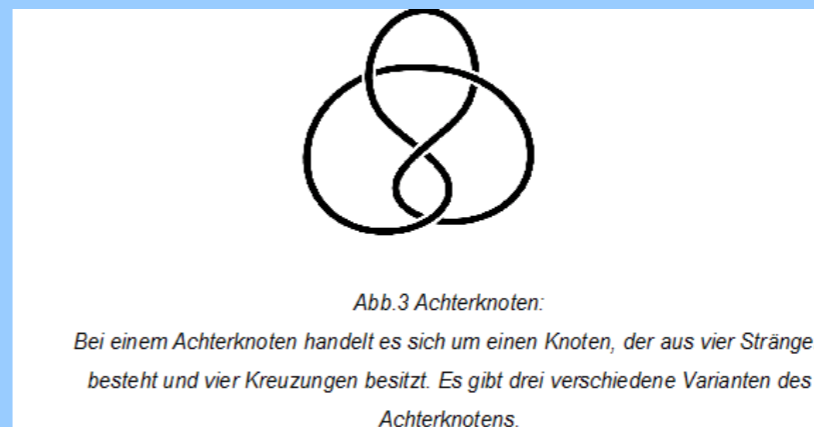 Abb.3 Achterknoten:
Bei einem Achterknoten handelt es sich um einen Knoten, der aus vier Stränge
besteht und vier Kreuzungen besitzt. Es gibt drei verschiedene Varianten des
Achterknotens.